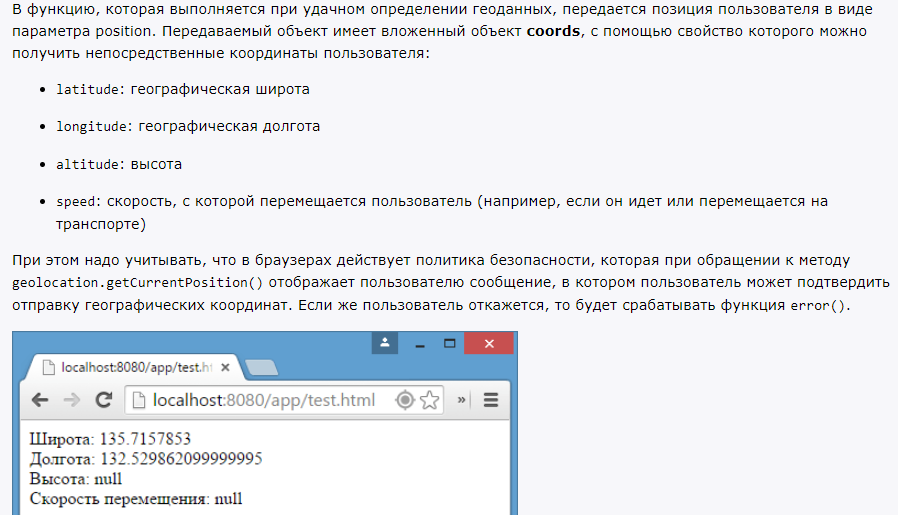 В функцию, которая выполняется при удачном определении геоданных, передается позиция пользователя в виде
параметра position. Передаваемый объект имеет вложенный объект coords, с помощью свойство которого можно
получить непосредственные координаты пользователя:
• latitude: географическая широта
• longitude: географическая долгота
• altitude: высота
• speed: скорость, с которой перемещается пользователь (например, если он идет или перемещается на
транспорте)
При этом надо учитывать, что в браузерах действует политика безопасности, которая при обращении к методу
geolocation.getCurrentPosition() отображает пользователю сообщение, в котором пользователь может подтвердить
отправку географических координат. Если же пользователь откажется, то будет срабатывать функция error().
localhost:8080/app/test.ht
localhost:8080/app/test.html
Широта: 135.7157853
Долгота: 132.529862099999995
Высота: null
Скорость перемещения: null